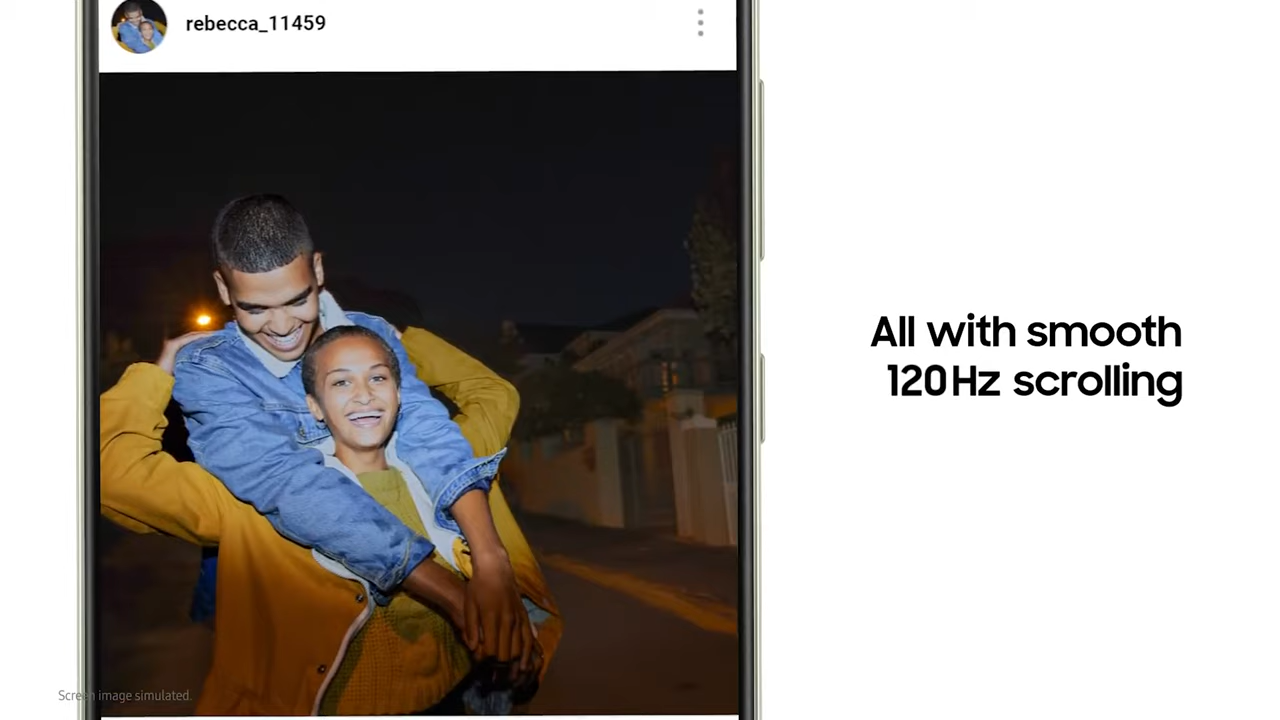 rebecca_11459
All with smooth
120Hz scrolling
Screen image simulated.